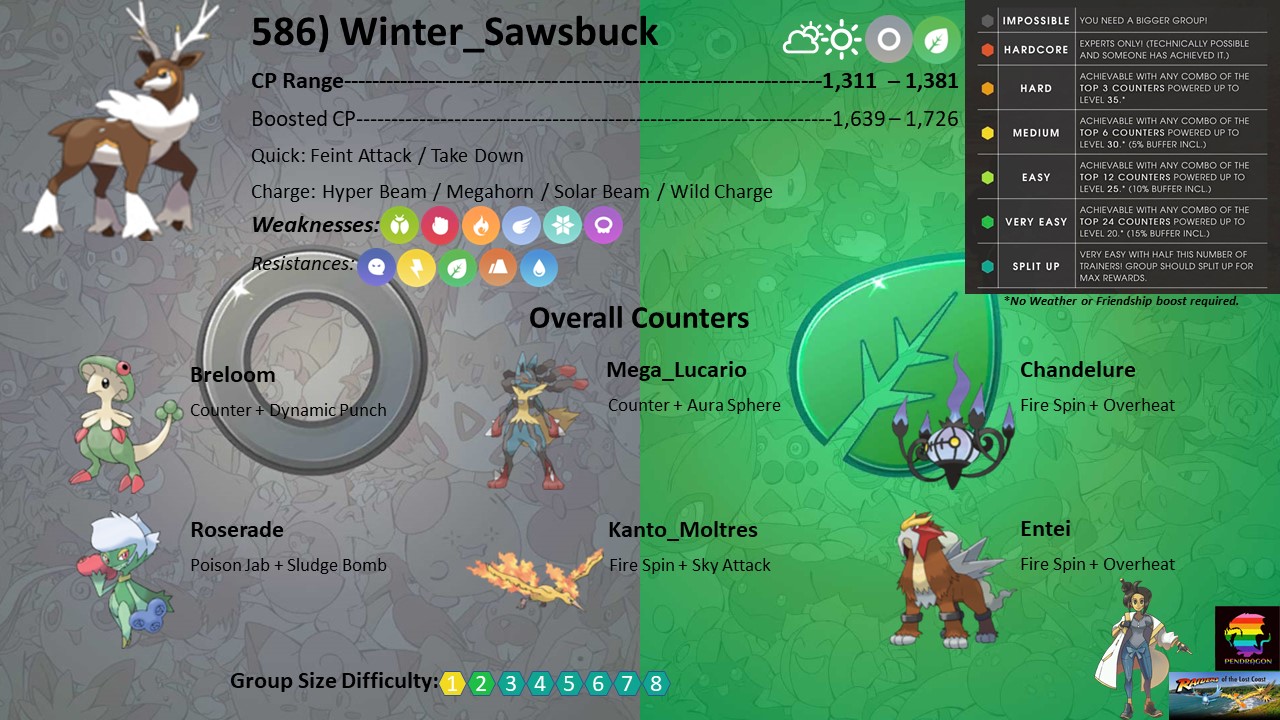 586) Winter_Sawsbuck
CP Range--------------------------------------------------------------------------1,311 – 1,381
Boosted CP--------------------------------------------------------------------------1,639 – 1,726
Quick: Feint Attack / Take Down
Charge: Hyper Beam / Megahorn / Solar Beam / Wild Charge
Weaknesses:
Resistances:
IMPOSSIBLE YOU NEED A BIGGER GROUP!
HARDCORE EXPERTS ONLY! (TECHNICALLY POSSIBLE
AND SOMEONE HAS ACHIEVED IT.)
HARD ACHIEVABLE WITH ANY COMBO OF THE
TOP 3 COUNTERS POWERED UP TO
LEVEL 35.*
MEDIUM ACHIEVABLE WITH ANY COMBO OF THE
TOP 6 COUNTERS POWERED UP TO
LEVEL 30.* (5% BUFFER INCL.)
EASY ACHIEVABLE WITH ANY COMBO OF THE
TOP 12 COUNTERS POWERED UP TO
LEVEL 25.* (10% BUFFER INCL.)
VERY EASY ACHIEVABLE WITH ANY COMBO OF THE
TOP 24 COUNTERS POWERED UP TO
LEVEL 20.* (15% BUFFER INCL.)
SPLIT UP VERY EASY WITH HALF THIS NUMBER OF
TRAINERS! GROUP SHOULD SPLIT UP FOR
MAX REWARDS.
*No Weather or Friendship boost required.
Overall Counters
Breloom
Counter + Dynamic Punch
Mega_Lucario
Counter + Aura Sphere
Chandelure
Fire Spin + Overheat
Roserade
Poison Jab + Sludge Bomb
Kanto_Moltres
Fire Spin + Sky Attack
Entei
Fire Spin + Overheat
Group Size Difficulty: 1 2 3 4 5 6 7 8
PENDRAGON
RAIDERS of the Lost Coast